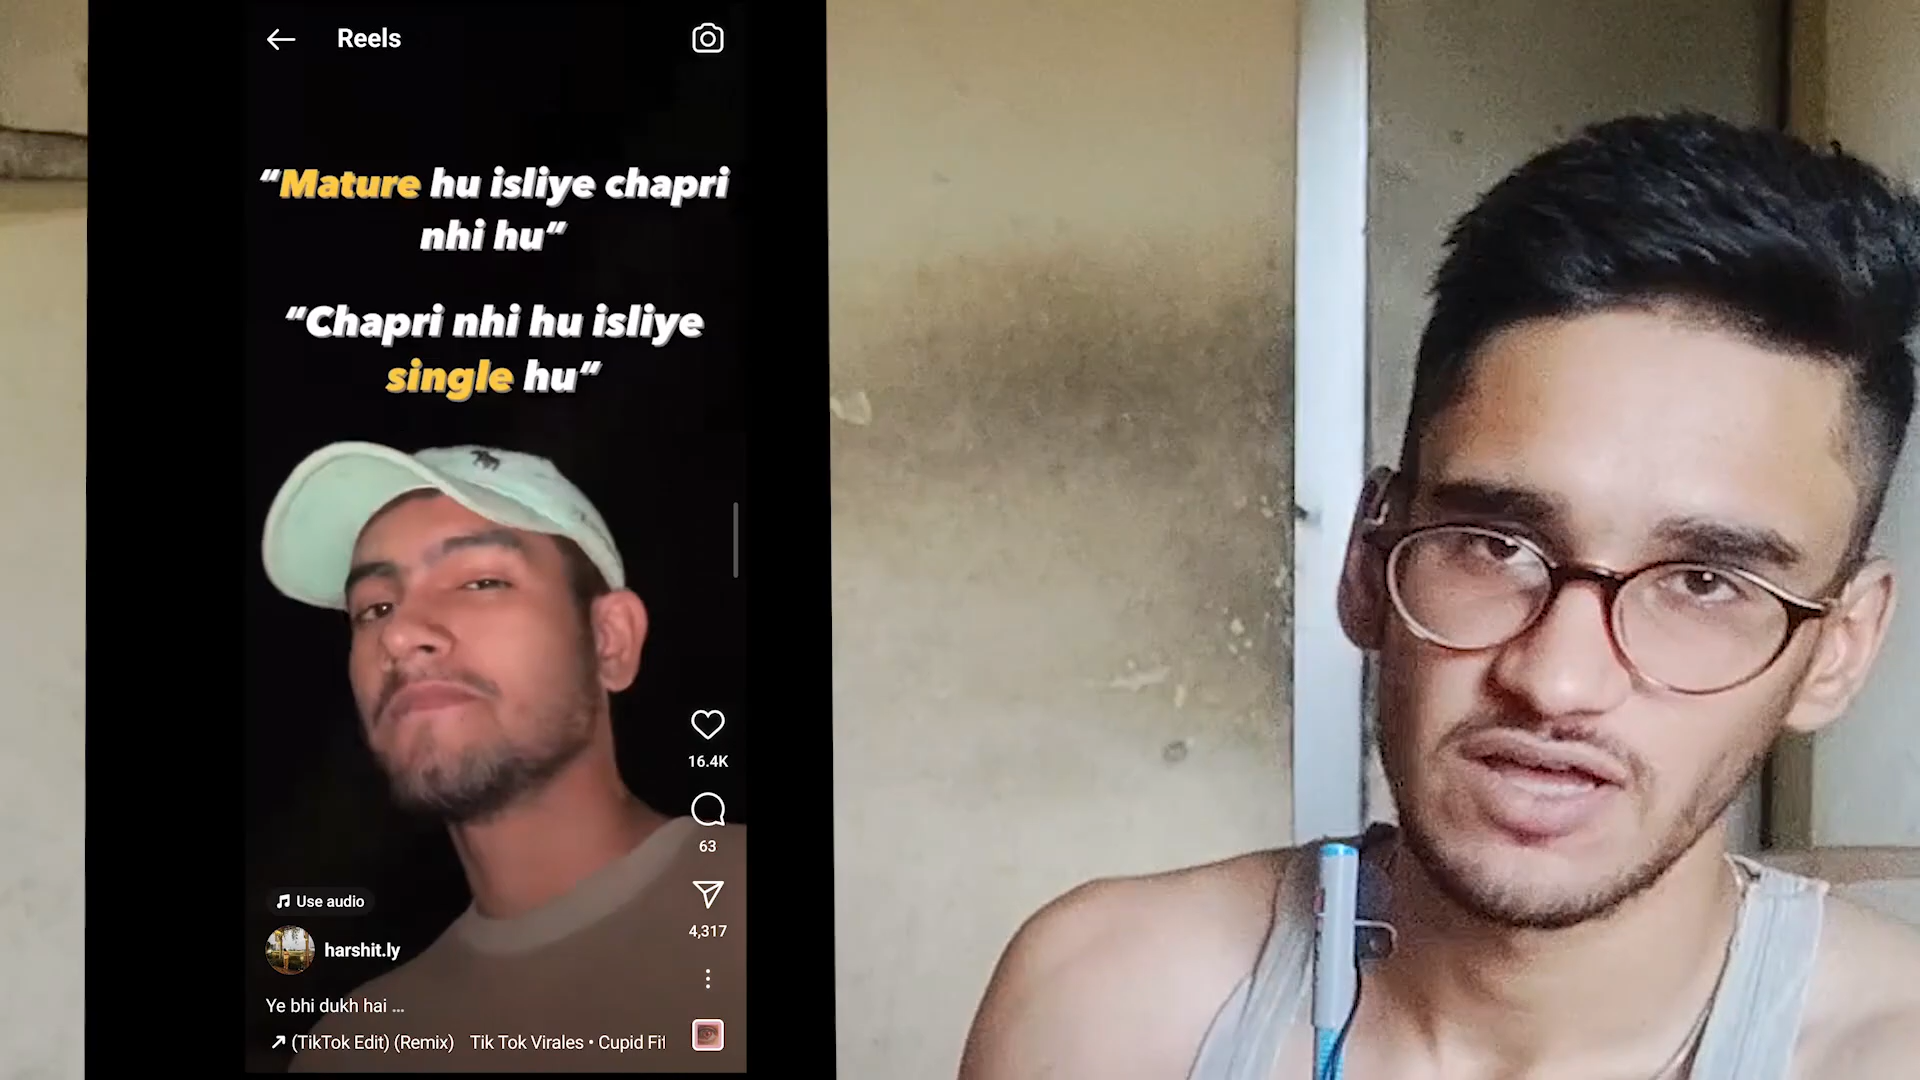 Reels
“Mature hu isliye chapri
nhi hu”
“Chapri nhi hu isliye
single hu”
16.4K
63
4,317
Use audio
harshit.ly
Ye bhi dukh hai ...
(TikTok Edit) (Remix) Tik Tok Virales • Cupid Fif